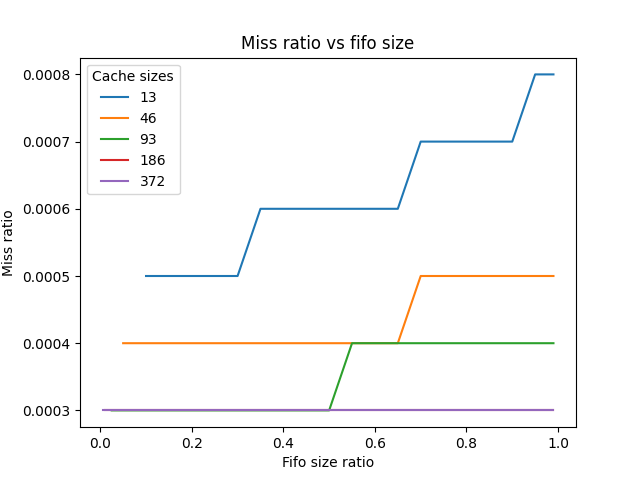 Miss ratio vs fifo size
Cache sizes
13
46
93
186
372
Miss ratio
0.0008
0.0007
0.0006
0.0005
0.0004
0.0003
0.0 0.2 0.4 0.6 0.8 1.0
Fifo size ratio